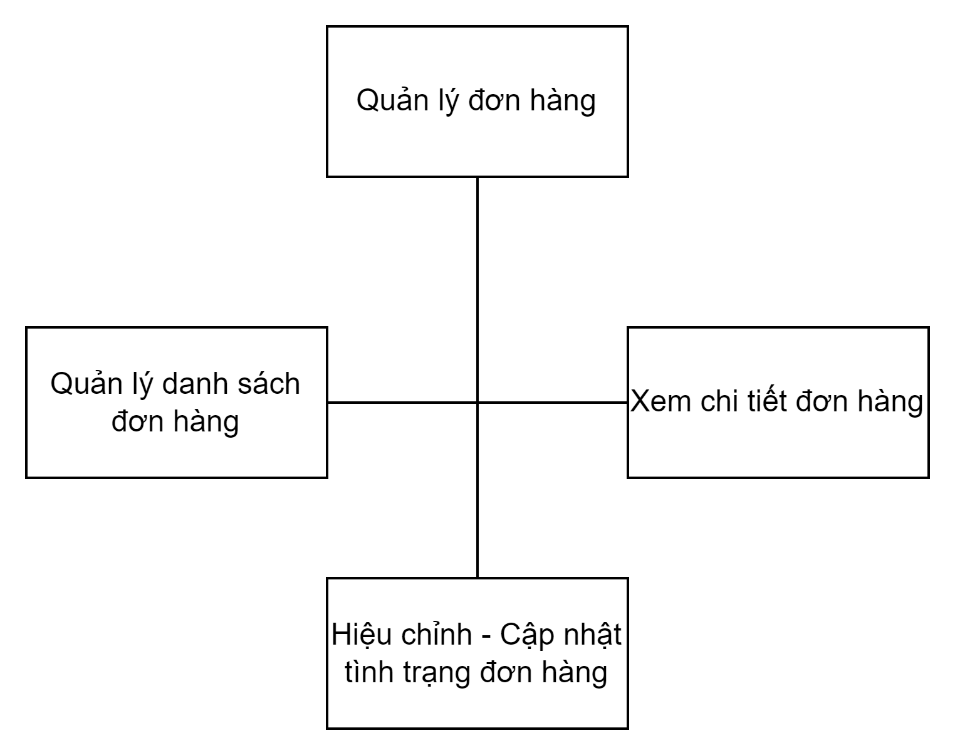 Quản lý đơn hàng
Quản lý danh sách
đơn hàng
Xem chi tiết đơn hàng
Hiệu chỉnh - Cập nhật
tình trạng đơn hàng